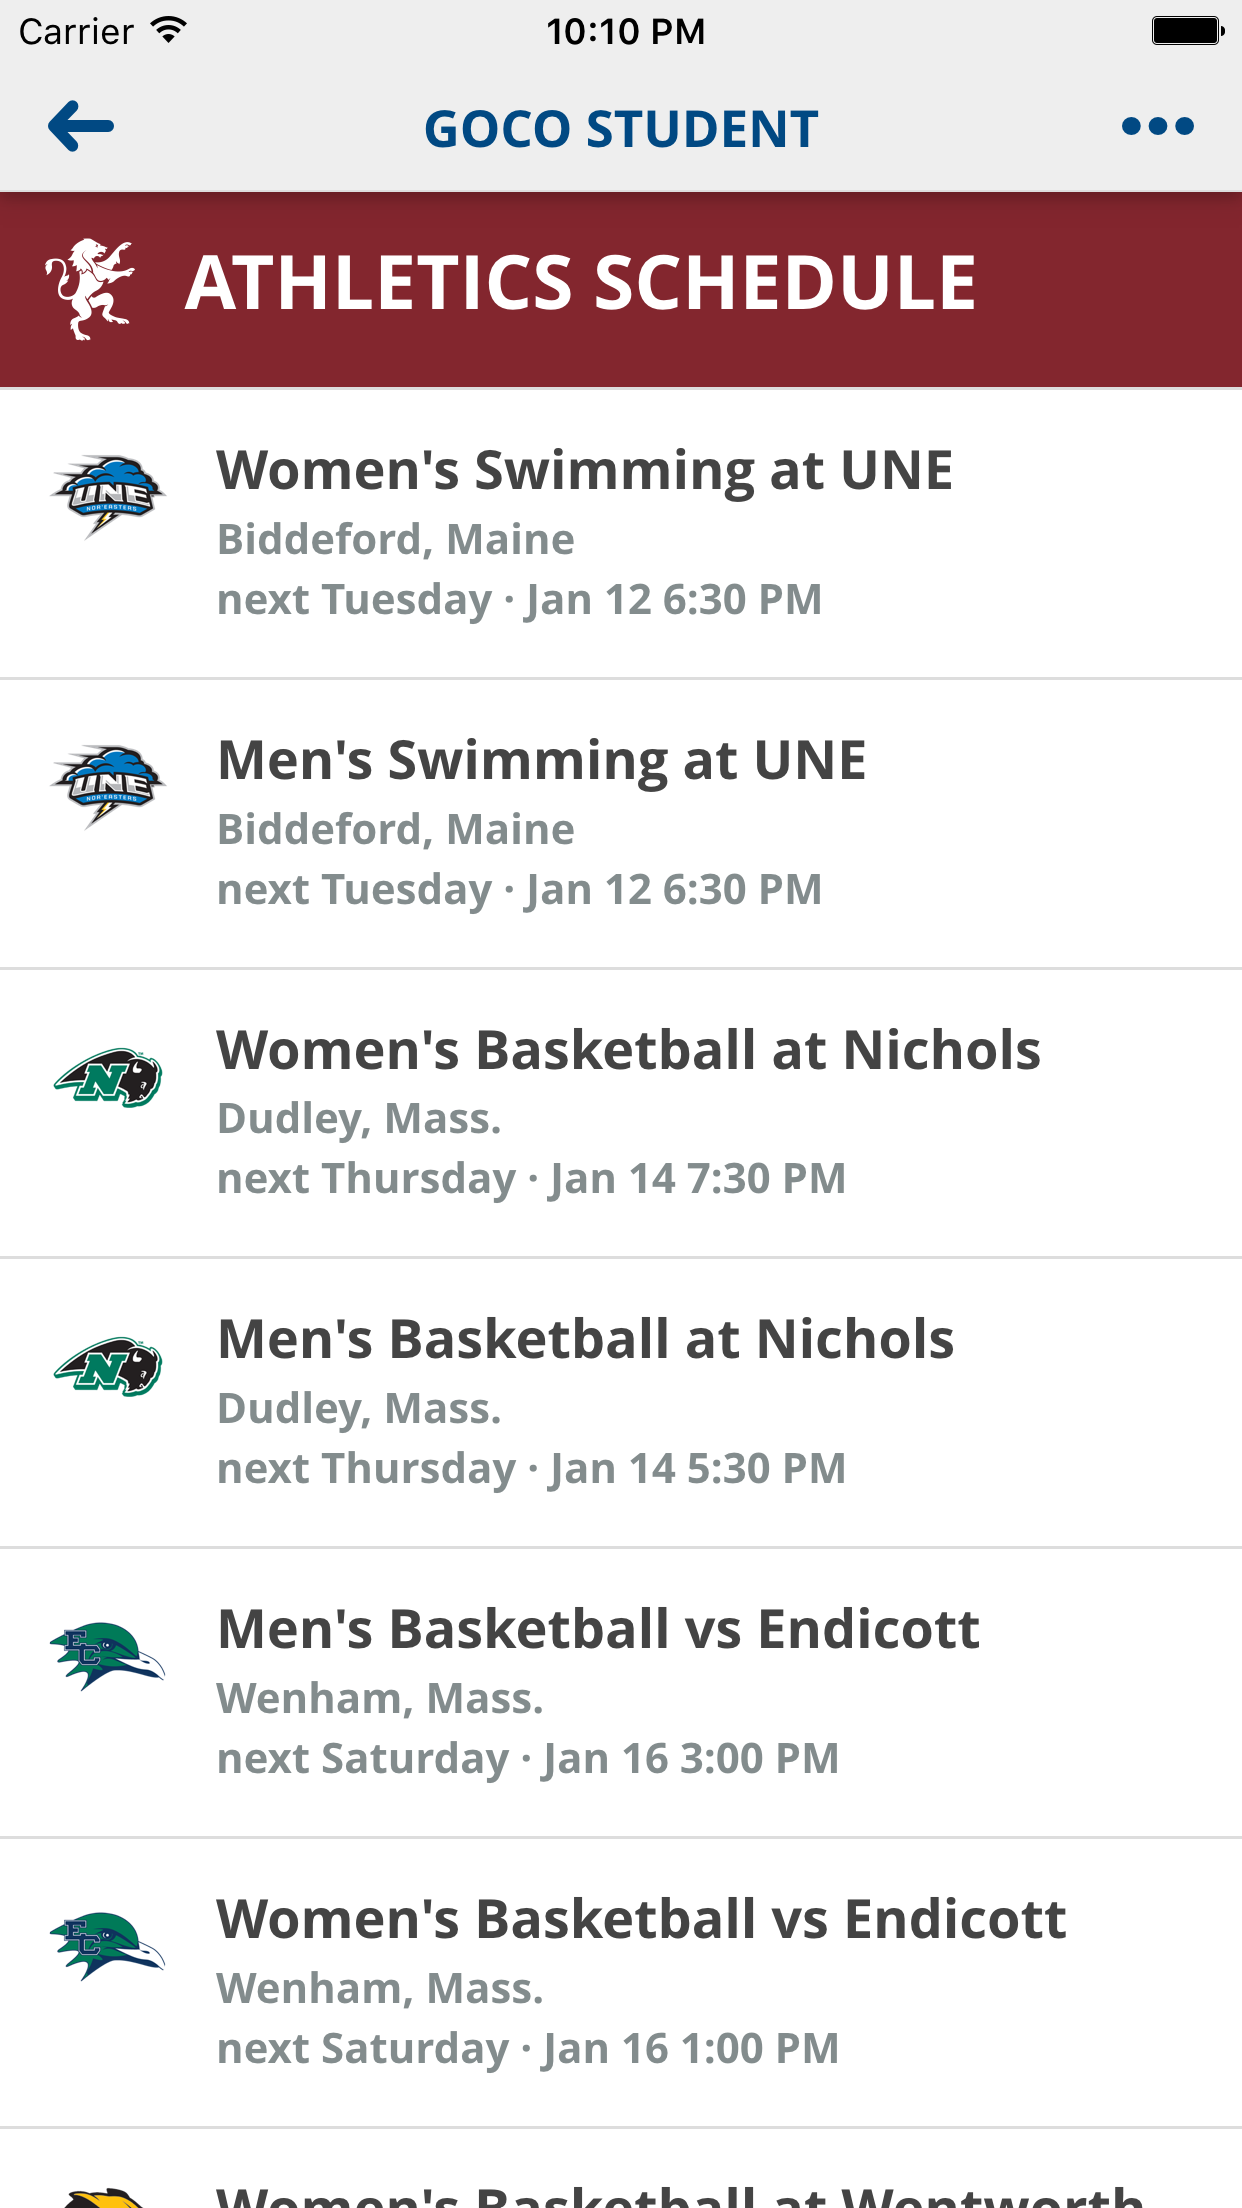 Carrier 10:10 PM
GOCO STUDENT
ATHLETICS SCHEDULE
UNE
NOR'EASTERS
Women's Swimming at UNE
Biddeford, Maine
next Tuesday · Jan 12 6:30 PM
UNE
NOR'EASTERS
Men's Swimming at UNE
Biddeford, Maine
next Tuesday · Jan 12 6:30 PM
N
Women's Basketball at Nichols
Dudley, Mass.
next Thursday · Jan 14 7:30 PM
N
Men's Basketball at Nichols
Dudley, Mass.
next Thursday · Jan 14 5:30 PM
EC
Men's Basketball vs Endicott
Wenham, Mass.
next Saturday · Jan 16 3:00 PM
EC
Women's Basketball vs Endicott
Wenham, Mass.
next Saturday · Jan 16 1:00 PM
Women's Basketball at Wentworth